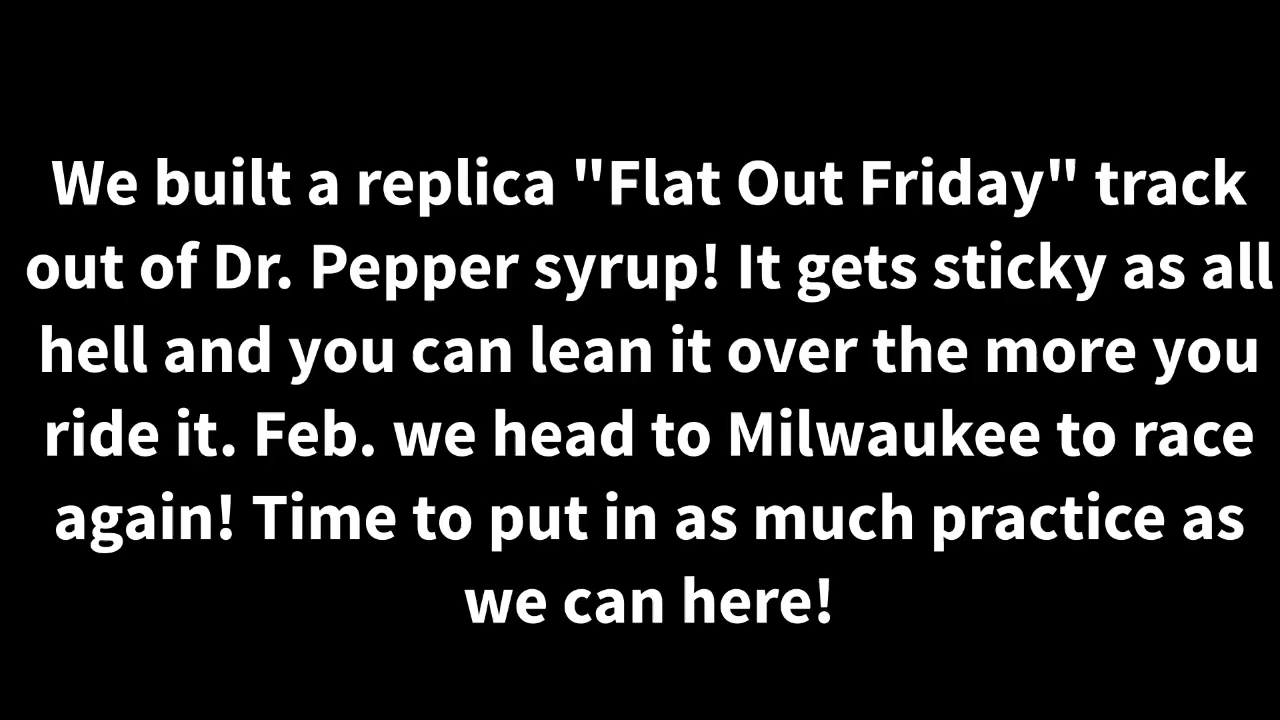 We built a replica "Flat Out Friday" track
out of Dr. Pepper syrup! It gets sticky as all
hell and you can lean it over the more you
ride it. Feb. we head to Milwaukee to race
again! Time to put in as much practice as
we can here!